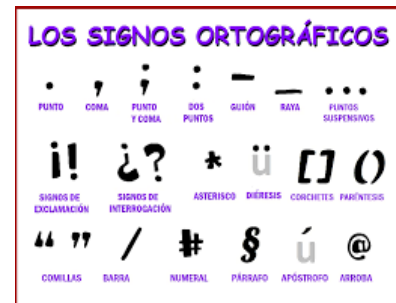 LOS SIGNOS ORTOGRÁFICOS
. , ; : – _ ...
PUNTO COMA PUNTO Y COMA DOS PUNTOS GUIÓN RAYA PUNTOS SUSPENSIVOS
¡! ¿? * ü [] ()
SIGNOS DE EXCLAMACIÓN SIGNOS DE INTERROGACIÓN ASTERISCO DIÉRESIS CORCHETES PARÉNTESIS
“ ” / # § ú @
COMILLAS BARRA NUMERAL PÁRRAFO APÓSTROFO ARROBA